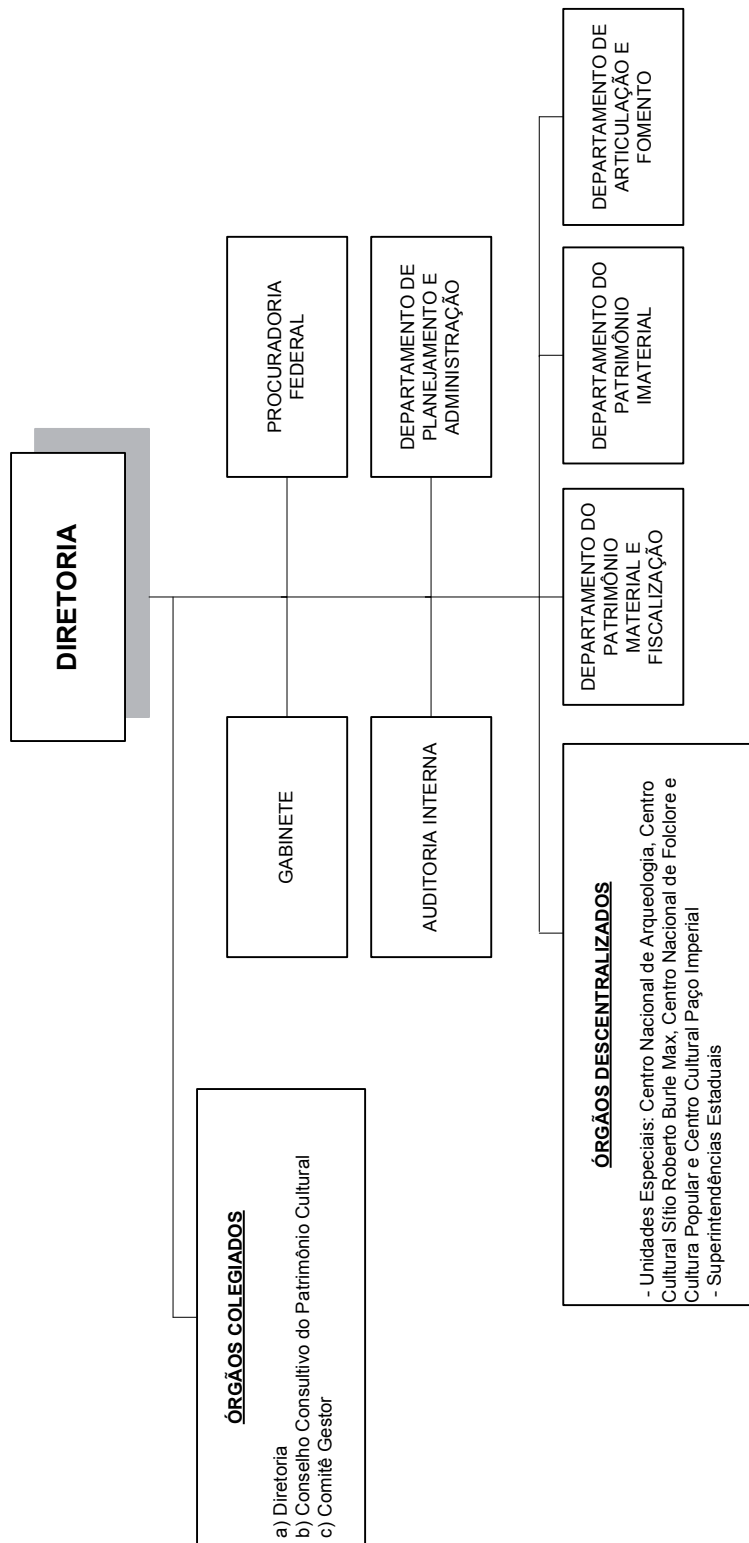 DIRETORIA
ÓRGÃOS COLEGIADOS
a) Diretoria
b) Conselho Consultivo do Patrimônio Cultural
c) Comitê Gestor
GABINETE
PROCURADORIA
FEDERAL
AUDITORIA INTERNA
DEPARTAMENTO DE
PLANEJAMENTO E
ADMINISTRAÇÃO
ÓRGÃOS DESCENTRALIZADOS
- Unidades Especiais: Centro Nacional de Arqueologia, Centro
Cultural Sítio Roberto Burle Max, Centro Nacional de Folclore e
Cultura Popular e Centro Cultural Paço Imperial
- Superintendências Estaduais
DEPARTAMENTO DO
PATRIMÔNIO
MATERIAL E
FISCALIZAÇÃO
DEPARTAMENTO DO
PATRIMÔNIO
IMATERIAL
DEPARTAMENTO DE
ARTICULAÇÃO E
FOMENTO